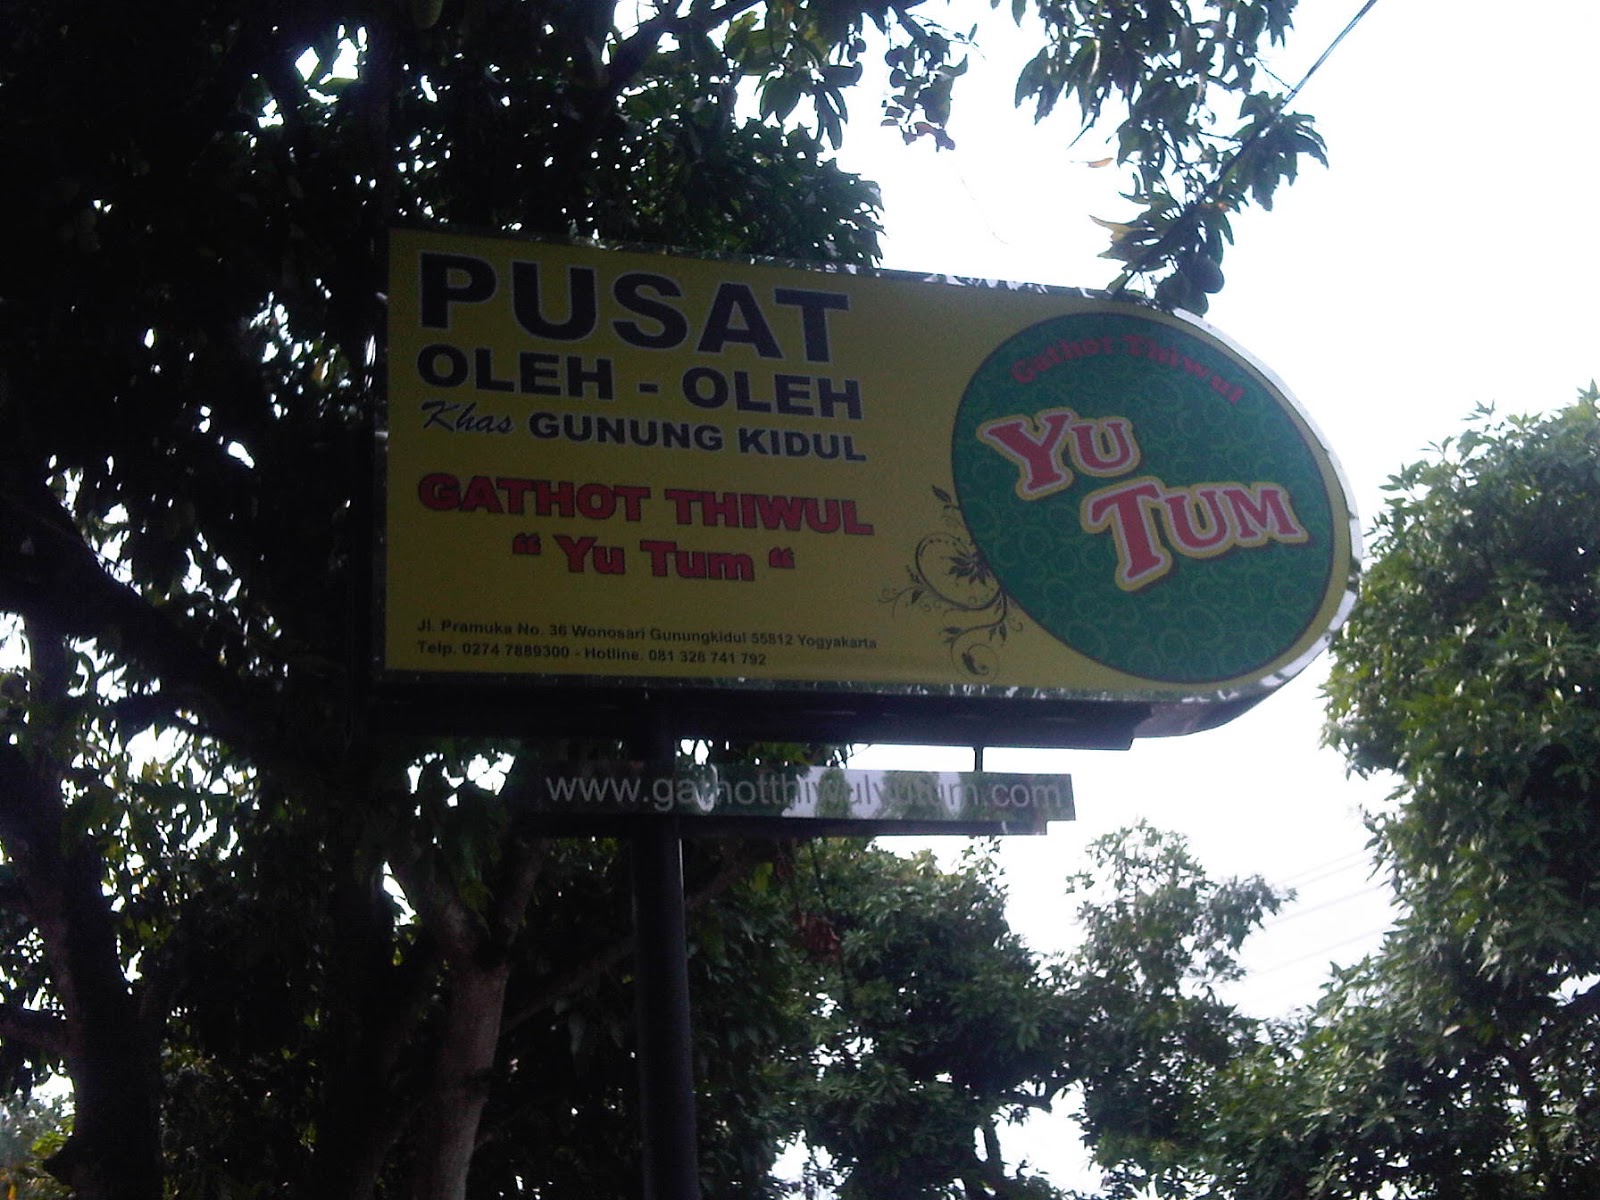 PUSAT
OLEH - OLEH
Khas GUNUNG KIDUL
GATHOT THIWUL
“ Yu Tum “
Jl. Pramuka No. 36 Wonosari Gunungkidul 55812 Yogyakarta
Telp. 0274 7889300 - Hotline. 081 328 741 792
Gathot Thiwul
YU
TUM
www.gathotthiwulyutum.com